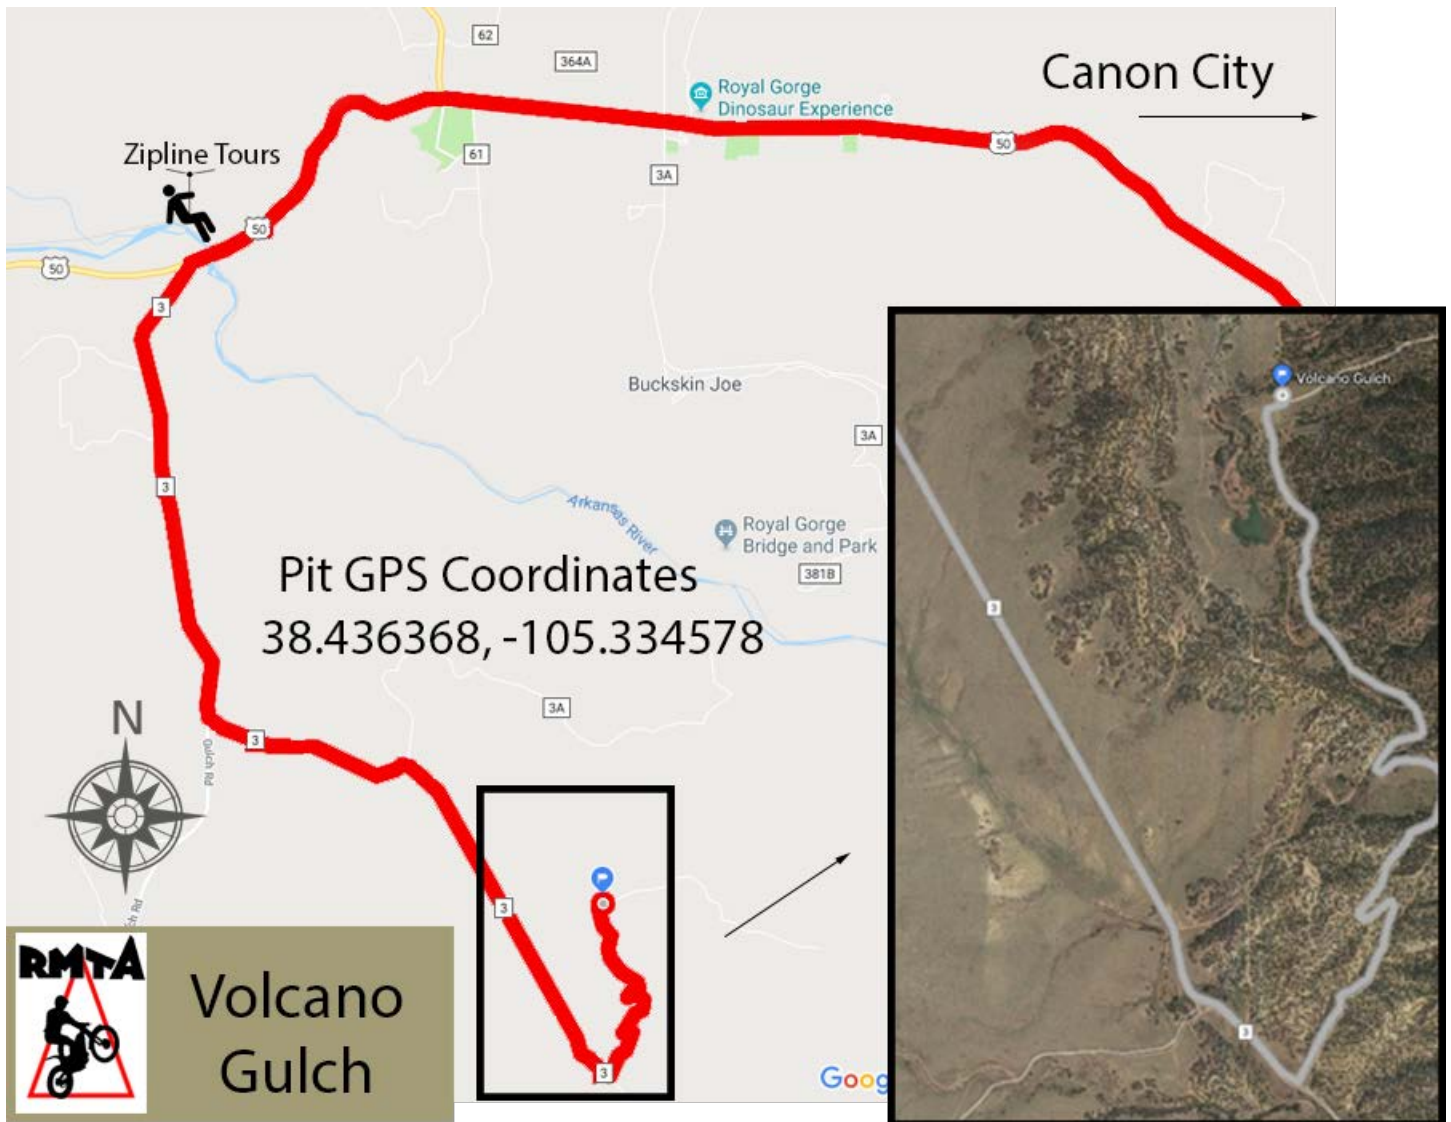 62
364A
Canon City
Royal Gorge
Dinosaur Experience
50
Zipline Tours
61
3A
50
50
3
Buckskin Joe
Volcano Gulch
3A
3
Arkansas River
Royal Gorge
Bridge and Park
381B
Pit GPS Coordinates
38.436368, -105.334578
3
3A
N
3
Gulch Rd
3
RMTA
Volcano
Gulch
3
3
Goog